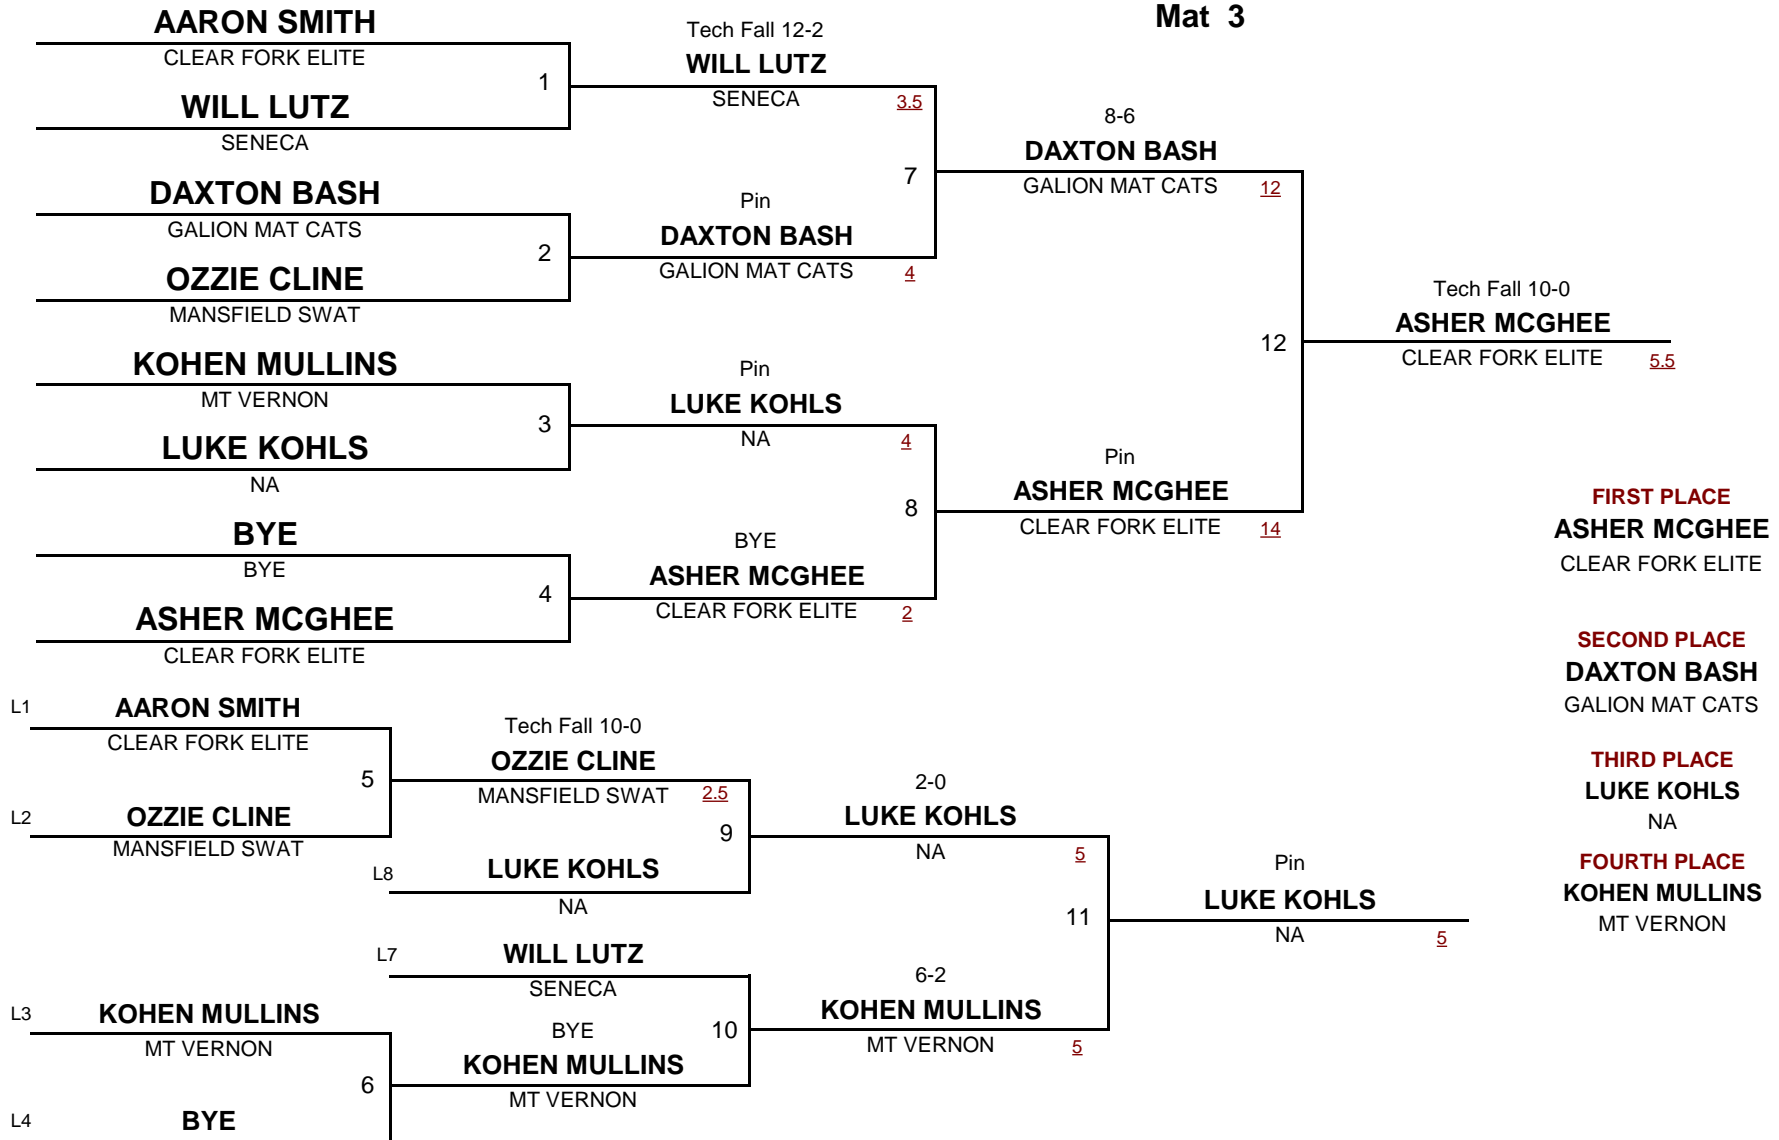 Mat 3
AARON SMITH
CLEAR FORK ELITE
1
WILL LUTZ
SENECA
DAXTON BASH
GALION MAT CATS
2
OZZIE CLINE
MANSFIELD SWAT
KOHEN MULLINS
MT VERNON
3
LUKE KOHLS
NA
BYE
BYE
4
ASHER MCGHEE
CLEAR FORK ELITE
Tech Fall 12-2
WILL LUTZ
SENECA 3.5
7
Pin
DAXTON BASH
GALION MAT CATS 4
Pin
LUKE KOHLS
NA 4
8
BYE
ASHER MCGHEE
CLEAR FORK ELITE 2
8-6
DAXTON BASH
GALION MAT CATS 12
12
Pin
ASHER MCGHEE
CLEAR FORK ELITE 14
Tech Fall 10-0
ASHER MCGHEE
CLEAR FORK ELITE 5.5
FIRST PLACE
ASHER MCGHEE
CLEAR FORK ELITE
SECOND PLACE
DAXTON BASH
GALION MAT CATS
THIRD PLACE
LUKE KOHLS
NA
FOURTH PLACE
KOHEN MULLINS
MT VERNON
L1 AARON SMITH
CLEAR FORK ELITE
5
L2 OZZIE CLINE
MANSFIELD SWAT
L3 KOHEN MULLINS
MT VERNON
6
L4 BYE
Tech Fall 10-0
OZZIE CLINE
MANSFIELD SWAT 2.5
9
L8 LUKE KOHLS
NA
L7 WILL LUTZ
SENECA
10
BYE
KOHEN MULLINS
MT VERNON
2-0
LUKE KOHLS
NA 5
11
6-2
KOHEN MULLINS
MT VERNON 5
Pin
LUKE KOHLS
NA 5